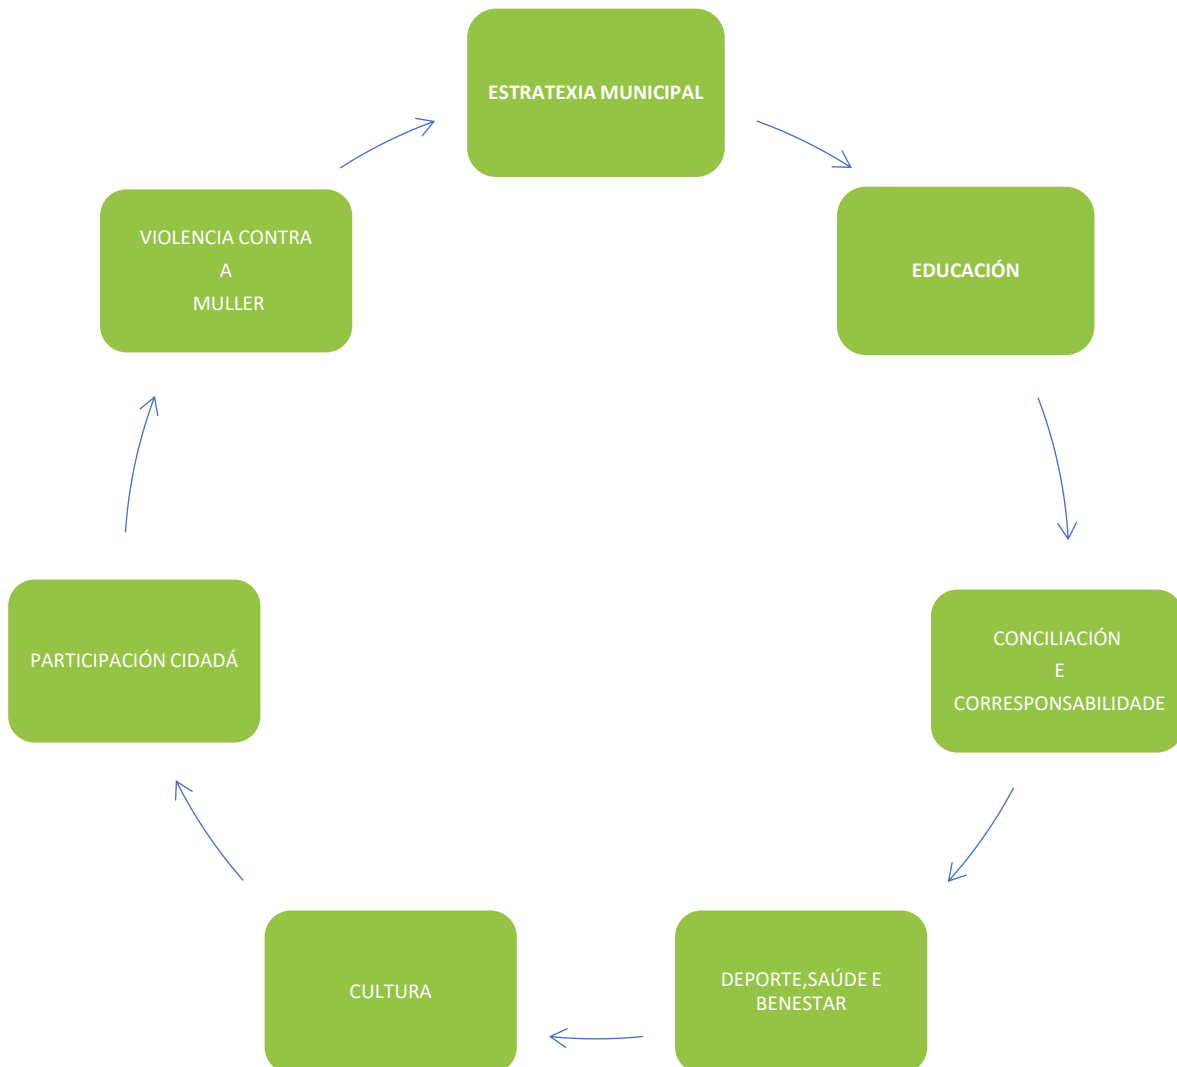 ESTRATEXIA MUNICIPAL
EDUCACIÓN
CONCILIACIÓN
E
CORRESPONSABILIDADE
DEPORTE,SAÚDE E
BENESTAR
CULTURA
PARTICIPACIÓN CIDADÁ
VIOLENCIA CONTRA
A
MULLER